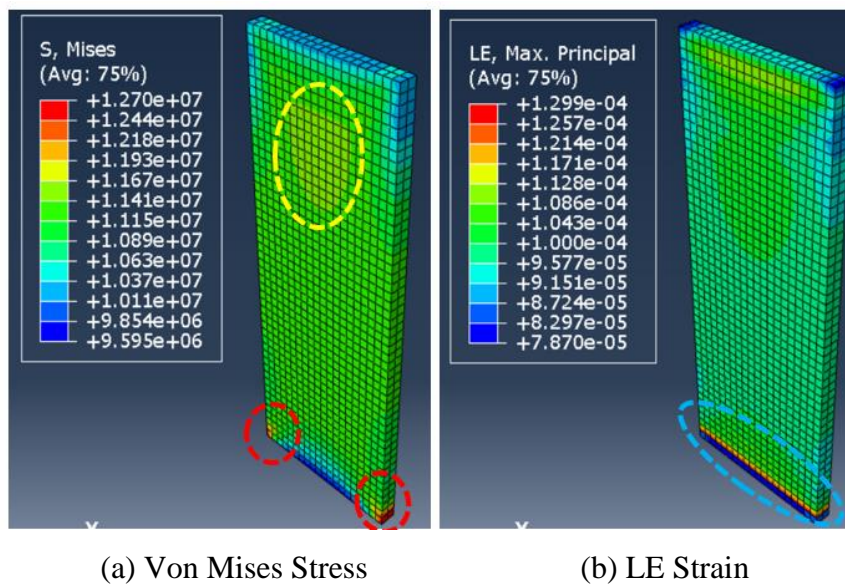 S, Mises
(Avg: 75%)
+1.270e+07
+1.244e+07
+1.218e+07
+1.193e+07
+1.167e+07
+1.141e+07
+1.115e+07
+1.089e+07
+1.063e+07
+1.037e+07
+1.011e+07
+9.854e+06
+9.595e+06
LE, Max. Principal
(Avg: 75%)
+1.299e-04
+1.257e-04
+1.214e-04
+1.171e-04
+1.128e-04
+1.086e-04
+1.043e-04
+1.000e-04
+9.577e-05
+9.151e-05
+8.724e-05
+8.297e-05
+7.870e-05
(a) Von Mises Stress
(b) LE Strain